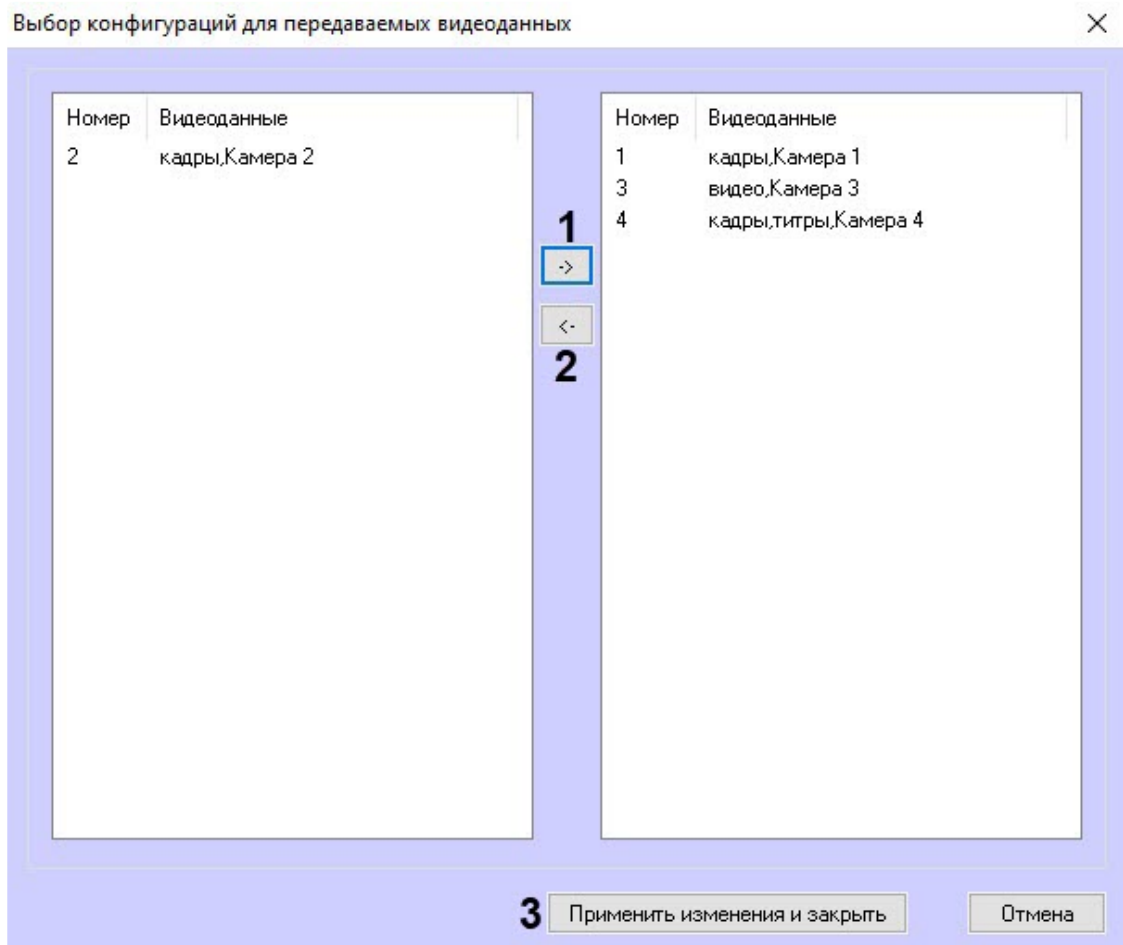 Выбор конфигураций для передаваемых видеоданных
Номер Видеоданные
2 кадры,Камера 2
1
->
<-
2
Номер Видеоданные
1 кадры,Камера 1
3 видео,Камера 3
4 кадры,титры,Камера 4
3 Применить изменения и закрыть Отмена